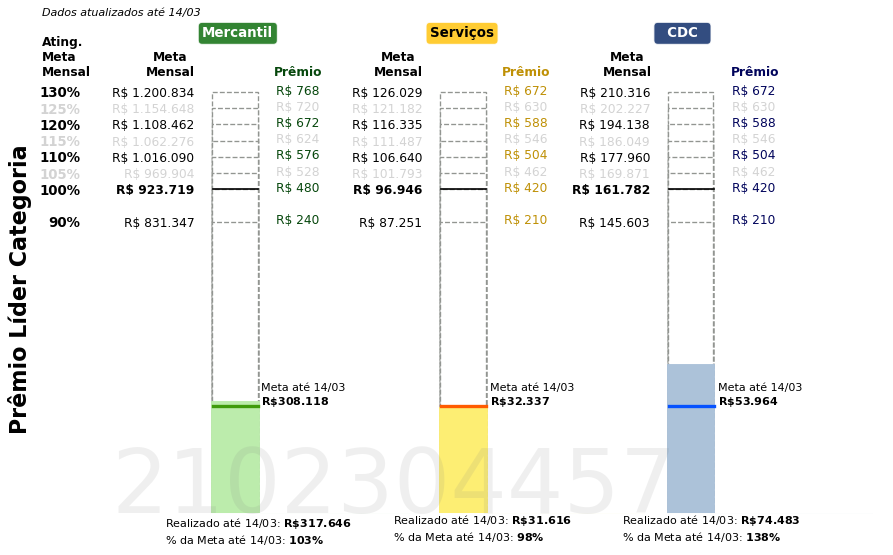 Dados atualizados até 14/03
Mercantil Serviços CDC
Ating.
Meta Meta Meta Meta
Mensal Mensal Prêmio Mensal Prêmio Mensal Prêmio
130% R$ 1.200.834 R$ 768 R$ 126.029 R$ 672 R$ 210.316 R$ 672
125% R$ 1.154.648 R$ 720 R$ 121.182 R$ 630 R$ 202.227 R$ 630
120% R$ 1.108.462 R$ 672 R$ 116.335 R$ 588 R$ 194.138 R$ 588
115% R$ 1.062.276 R$ 624 R$ 111.487 R$ 546 R$ 186.049 R$ 546
110% R$ 1.016.090 R$ 576 R$ 106.640 R$ 504 R$ 177.960 R$ 504
105% R$ 969.904 R$ 528 R$ 101.793 R$ 462 R$ 169.871 R$ 462
100% R$ 923.719 R$ 480 R$ 96.946 R$ 420 R$ 161.782 R$ 420
90% R$ 831.347 R$ 240 R$ 87.251 R$ 210 R$ 145.603 R$ 210
Prêmio Líder Categoria
Meta até 14/03 Meta até 14/03 Meta até 14/03
R$308.118 R$32.337 R$53.964
2102304457
Realizado até 14/03: R$317.646 Realizado até 14/03: R$31.616 Realizado até 14/03: R$74.483
% da Meta até 14/03: 103% % da Meta até 14/03: 98% % da Meta até 14/03: 138%